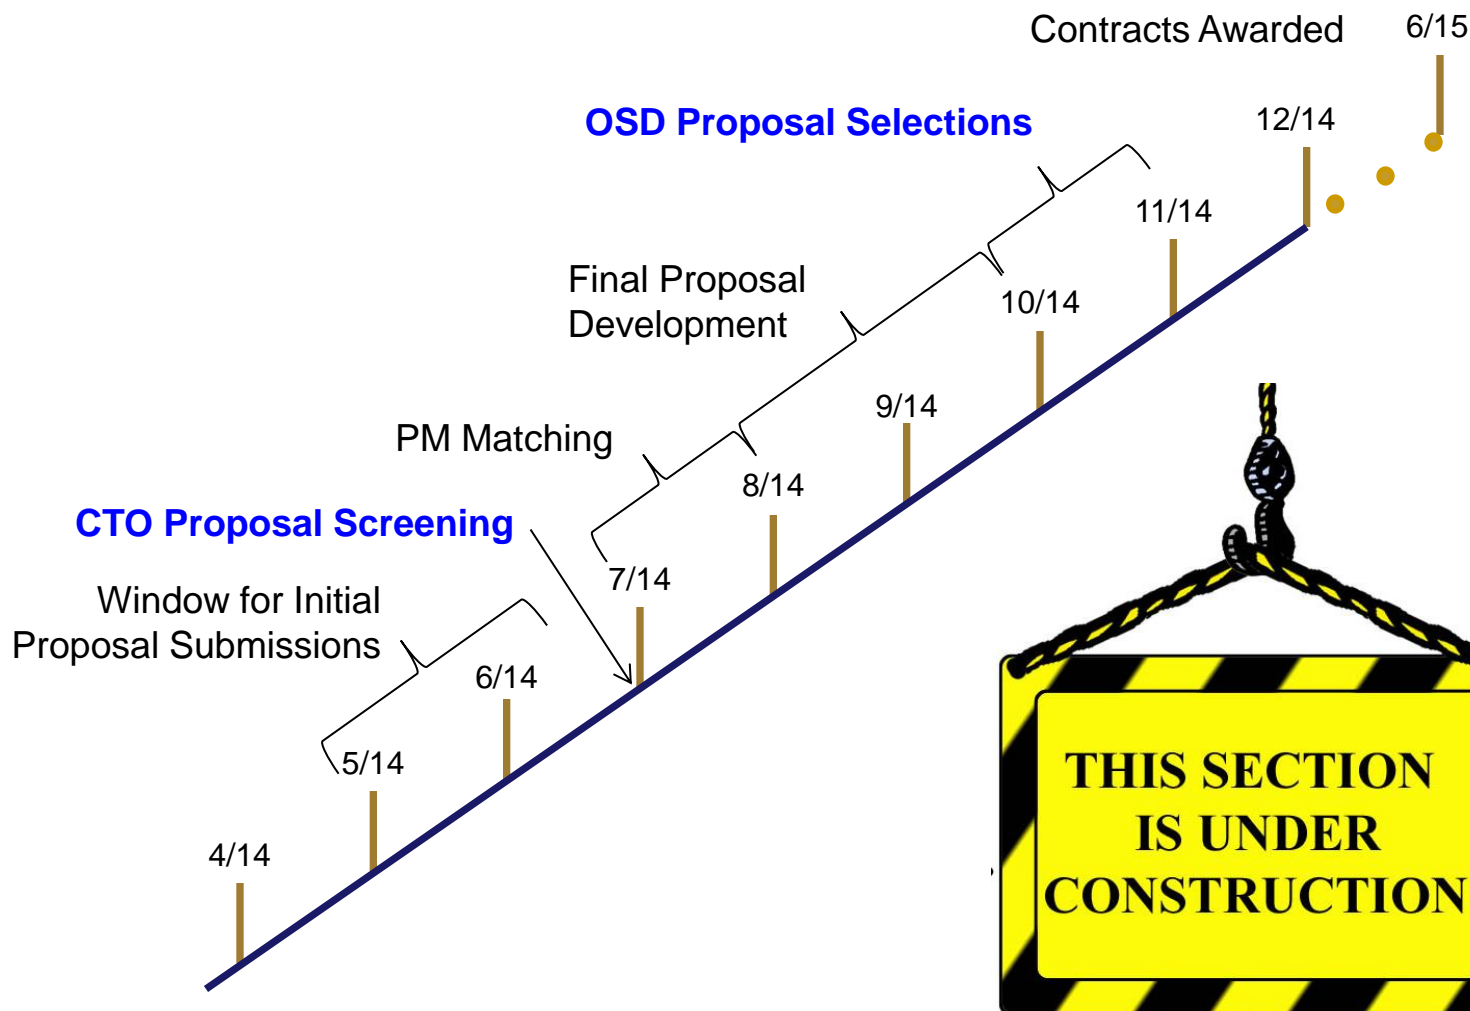 Contracts Awarded 6/15
OSD Proposal Selections
12/14
11/14
Final Proposal
Development
10/14
9/14
PM Matching
8/14
CTO Proposal Screening
7/14
Window for Initial
Proposal Submissions
6/14
5/14
4/14
THIS SECTION
IS UNDER
CONSTRUCTION